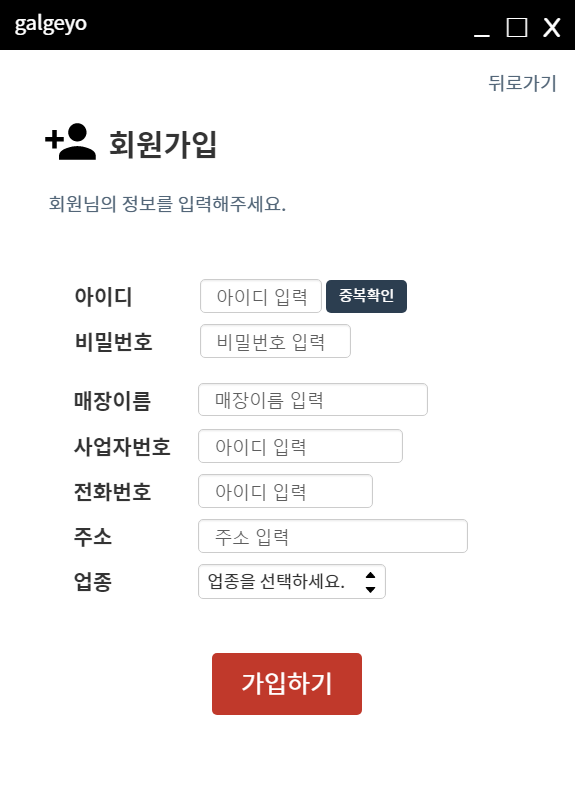 galgeyo
뒤로가기
회원가입
회원님의 정보를 입력해주세요.
아이디 아이디 입력 중복확인
비밀번호 비밀번호 입력
매장이름 매장이름 입력
사업자번호 아이디 입력
전화번호 아이디 입력
주소 주소 입력
업종 업종을 선택하세요.
가입하기